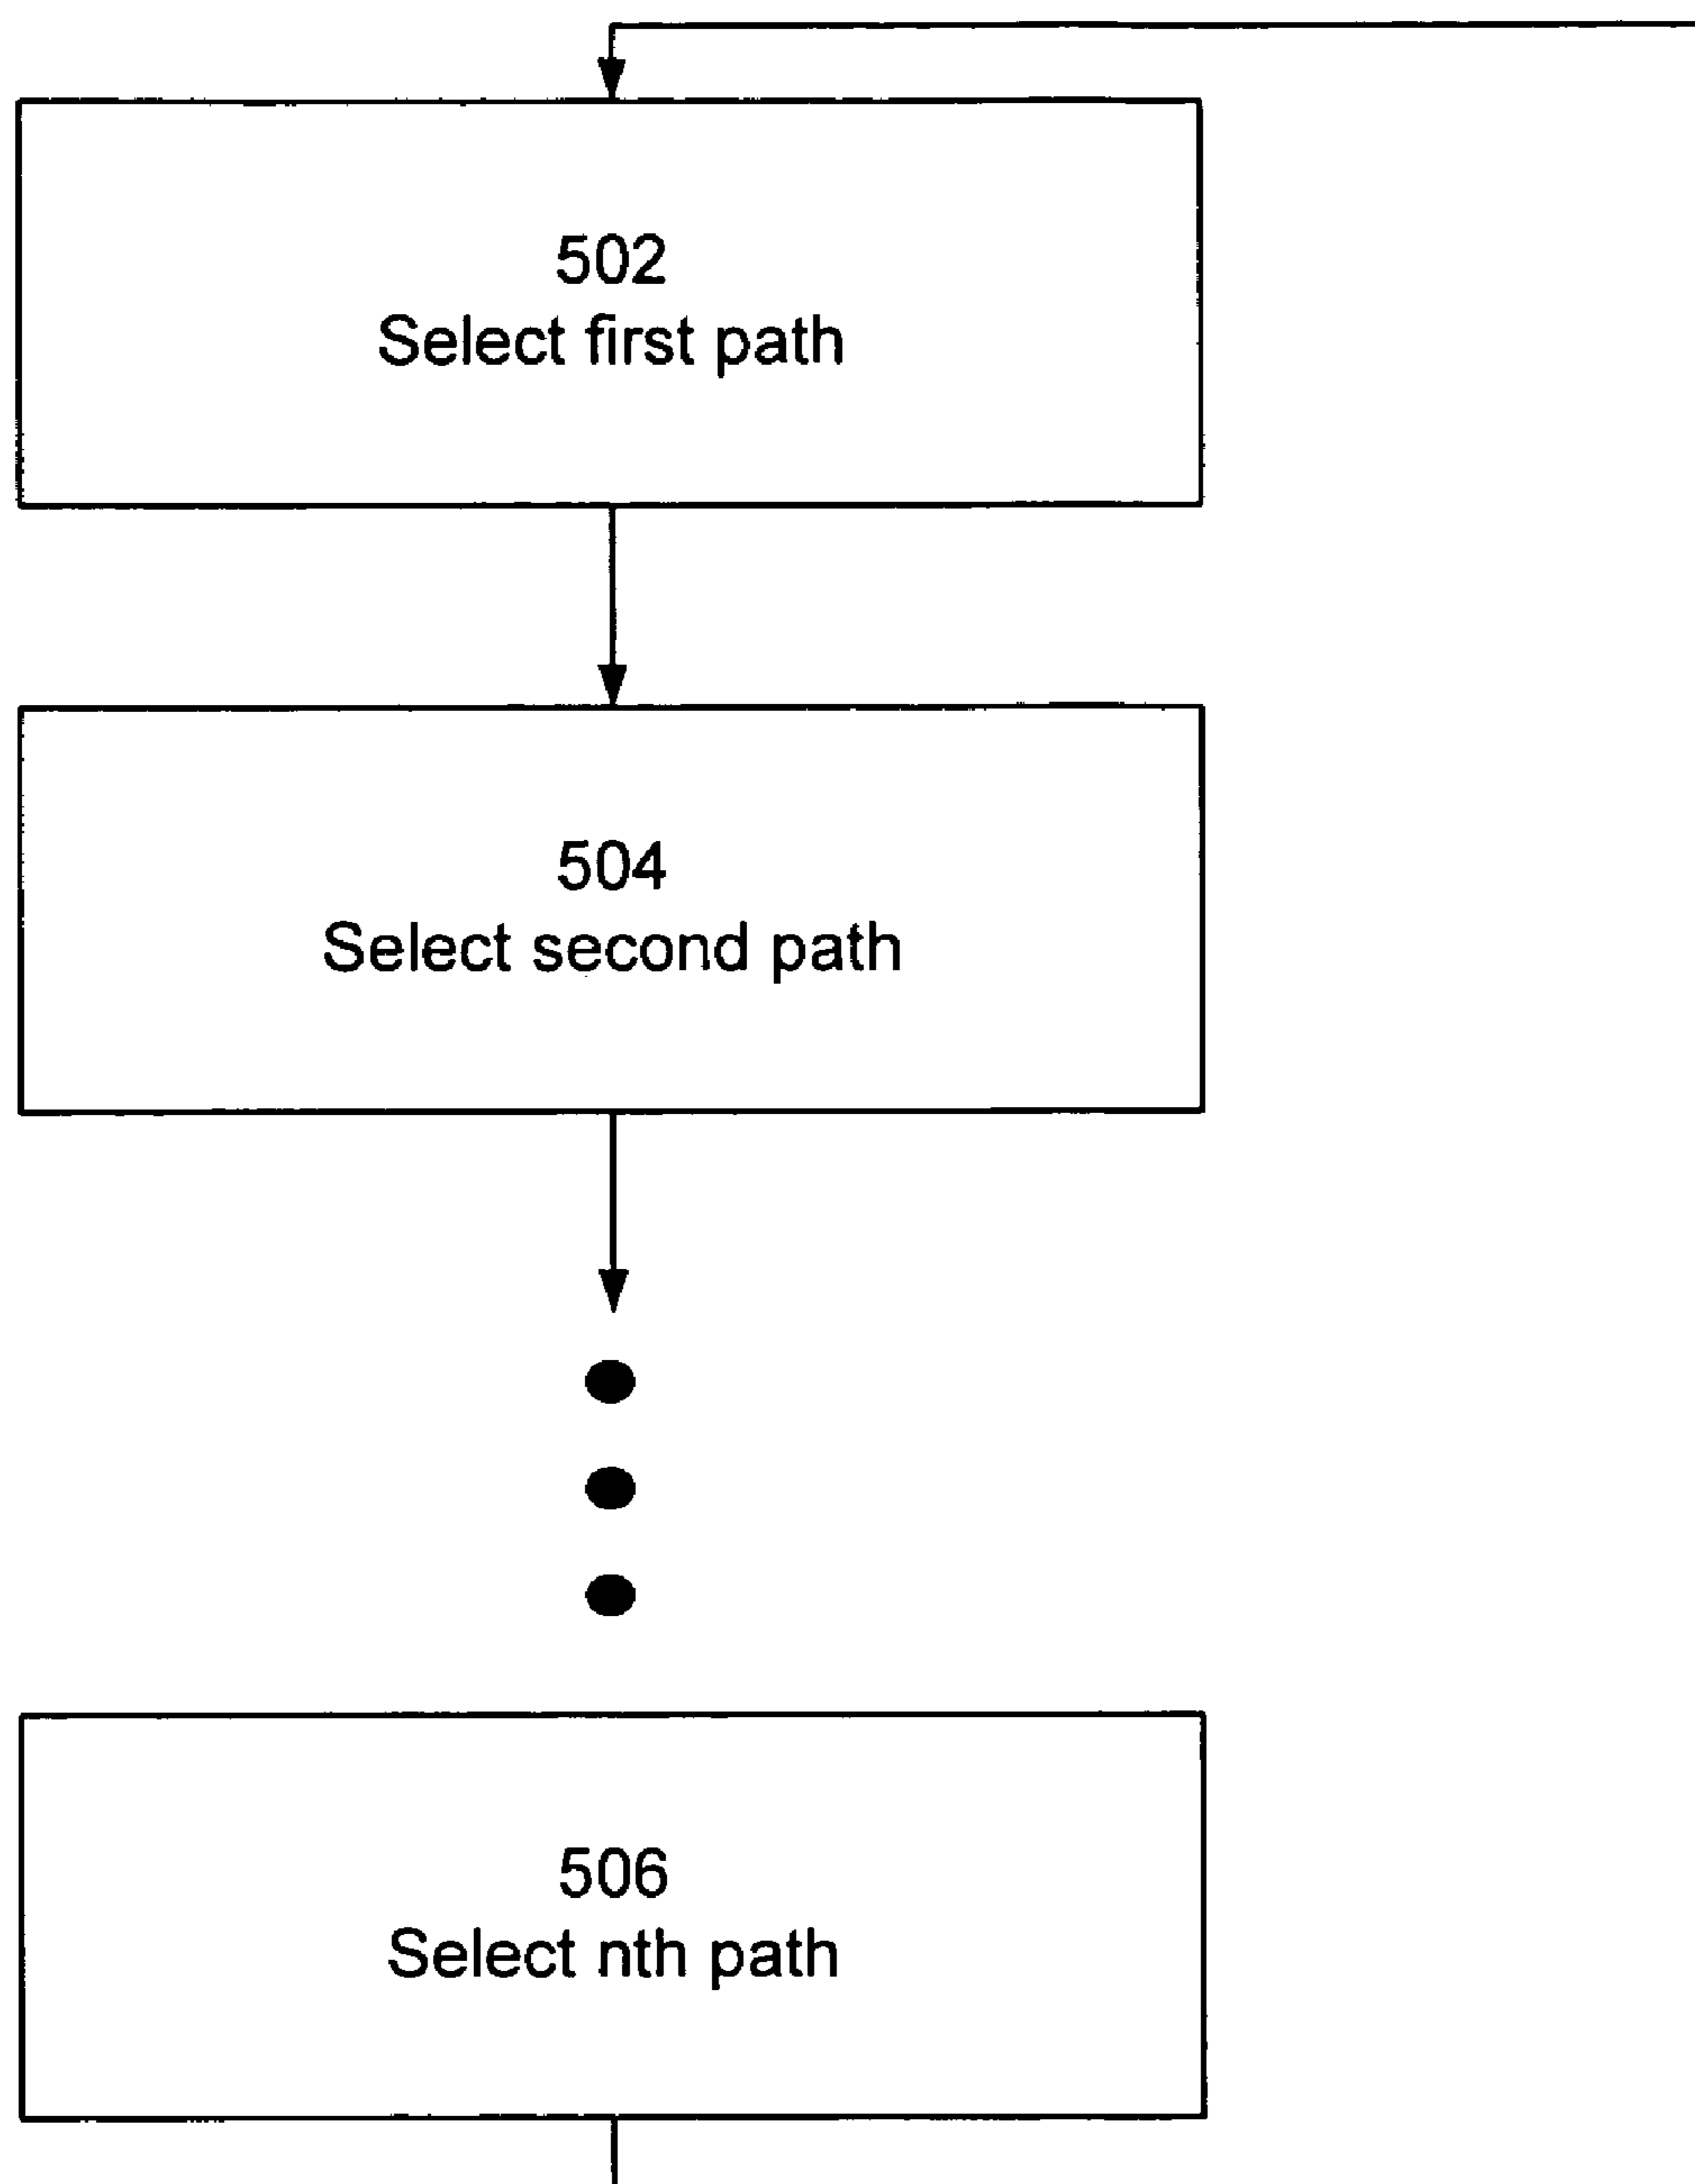 502
Select first path
504
Select second path
506
Select nth path